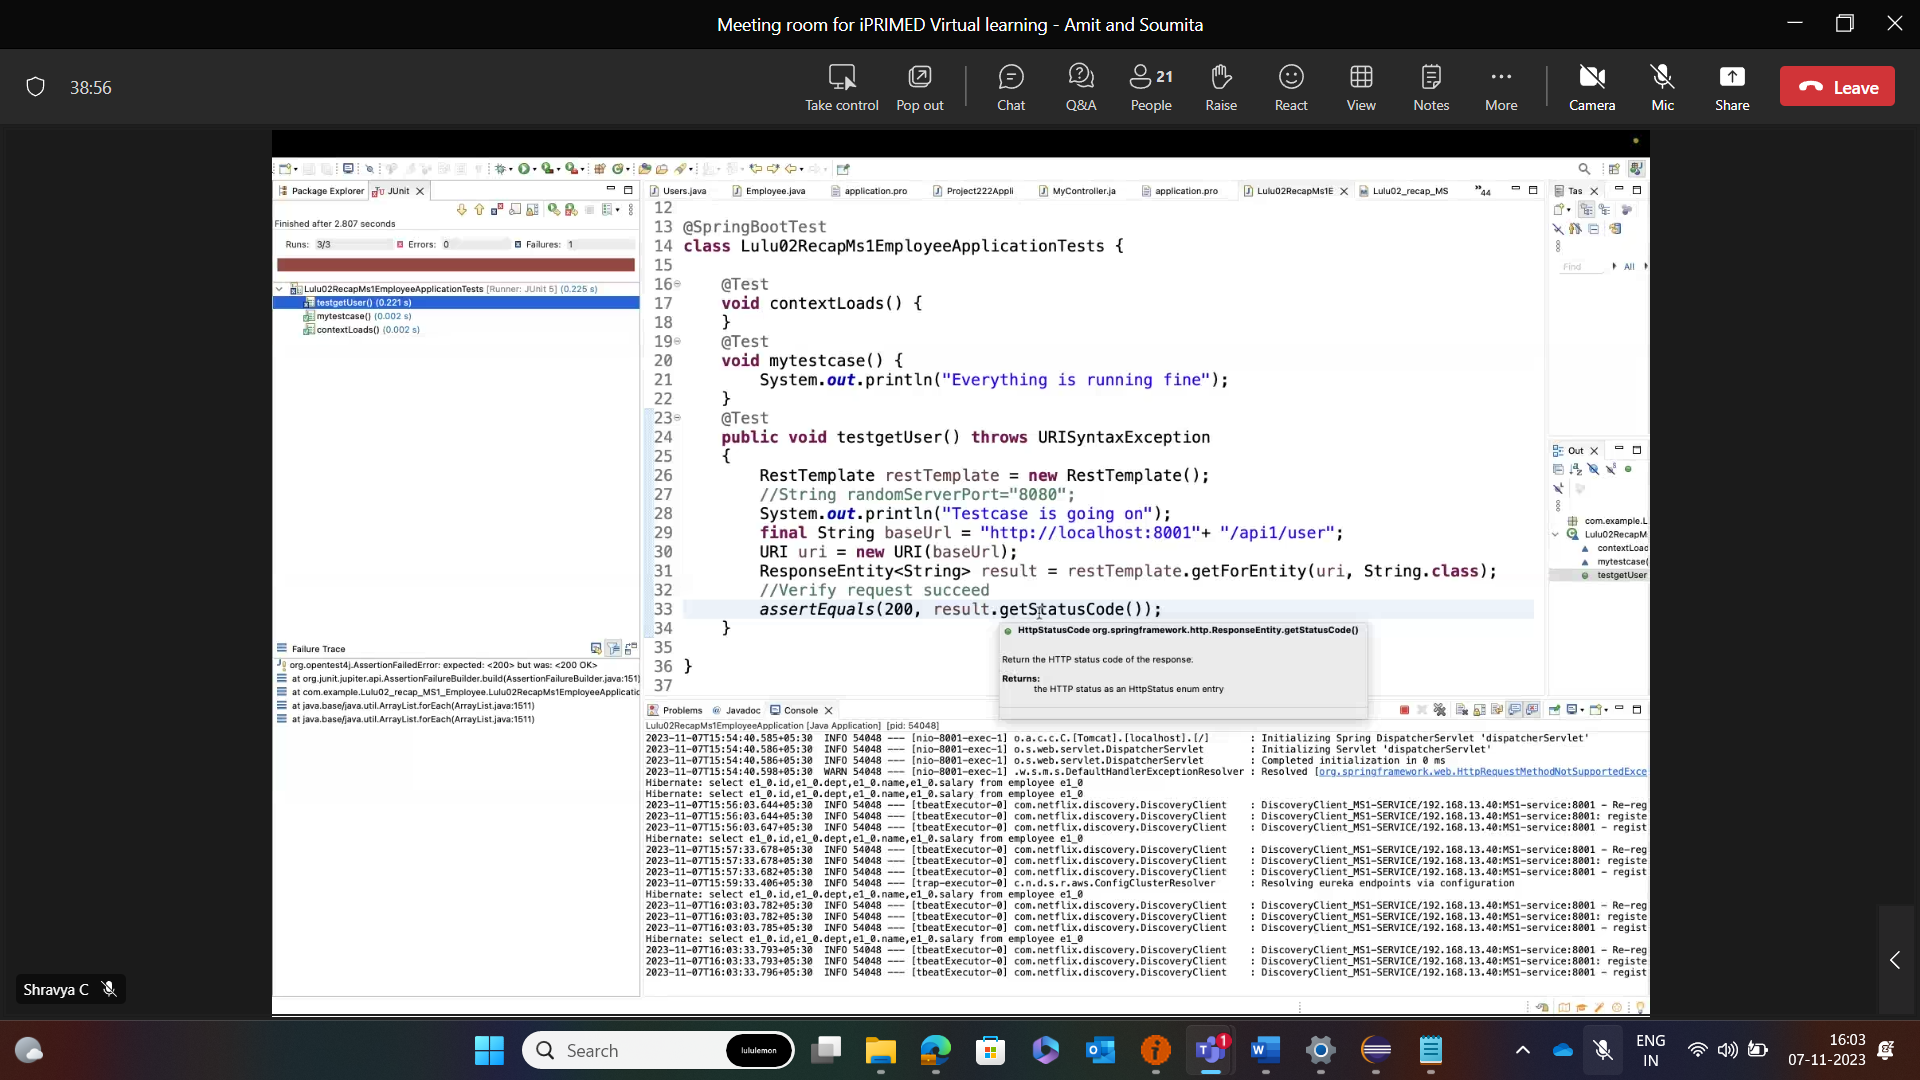 Meeting room for iPRIMED Virtual learning - Amit and Soumita
38:56
Take control
Pop out
Chat
Q&A
21
People
Raise
React
View
Notes
More
Camera
Mic
Share
Leave
Package Explorer
JUnit
Finished after 2.807 seconds
Runs: 3/3
Errors: 0
Failures: 1
Lulu02RecapMs1EmployeeApplicationTests [Runner: JUnit 5] (0.225 s)
testgetUser() (0.221 s)
mytestcase() (0.002 s)
contextLoads() (0.002 s)
Failure Trace
org.opentest4j.AssertionFailedError: expected: <200> but was: <200 OK>
at org.junit.jupiter.api.AssertionFailureBuilder.build(AssertionFailureBuilder.java:151)
at com.example.Lulu02_recap_MS1_Employee.Lulu02RecapMs1EmployeeApplicatic
at java.base/java.util.ArrayList.forEach(ArrayList.java:1511)
at java.base/java.util.ArrayList.forEach(ArrayList.java:1511)
Users.java
Employee.java
application.pro
Project222Appli
MyController.ja
application.pro
Lulu02RecapMs1E
Lulu02_recap_MS
44
12
13 @SpringBootTest
14 class Lulu02RecapMs1EmployeeApplicationTests {
15
16 @Test
17 void contextLoads() {
18 }
19 @Test
20 void mytestcase() {
21 System.out.println("Everything is running fine");
22 }
23 @Test
24 public void testgetUser() throws URISyntaxException
25 {
26 RestTemplate restTemplate = new RestTemplate();
27 //String randomServerPort="8080";
28 System.out.println("Testcase is going on");
29 final String baseUrl = "http://localhost:8001"+ "/api1/user";
30 URI uri = new URI(baseUrl);
31 ResponseEntity<String> result = restTemplate.getForEntity(uri, String.class);
32 //Verify request succeed
33 assertEquals(200, result.getStatusCode());
34 }
35
36 }
37
HttpStatusCode org.springframework.http.ResponseEntity.getStatusCode()
Return the HTTP status code of the response.
Returns:
the HTTP status as an HttpStatus enum entry
Tas
Find
All
Out
com.example.L
Lulu02RecapM
contextLoac
mytestcase(
testgetUser
Problems
Javadoc
Console
Lulu02RecapMs1EmployeeApplication [Java Application] [pid: 54048]
2023-11-07T15:54:40.585+05:30 INFO 54048 --- [nio-8001-exec-1] o.a.c.c.C.[Tomcat].[localhost].[/] : Initializing Spring DispatcherServlet 'dispatcherServlet'
2023-11-07T15:54:40.586+05:30 INFO 54048 --- [nio-8001-exec-1] o.s.web.servlet.DispatcherServlet : Initializing Servlet 'dispatcherServlet'
2023-11-07T15:54:40.586+05:30 INFO 54048 --- [nio-8001-exec-1] o.s.web.servlet.DispatcherServlet : Completed initialization in 0 ms
2023-11-07T15:54:40.598+05:30 WARN 54048 --- [nio-8001-exec-1] .w.s.m.s.DefaultHandlerExceptionResolver : Resolved [org.springframework.web.HttpRequestMethodNotSupportedExce
Hibernate: select e1_0.id,e1_0.dept,e1_0.name,e1_0.salary from employee e1_0
Hibernate: select e1_0.id,e1_0.dept,e1_0.name,e1_0.salary from employee e1_0
2023-11-07T15:56:03.644+05:30 INFO 54048 --- [tbeatExecutor-0] com.netflix.discovery.DiscoveryClient : DiscoveryClient_MS1-SERVICE/192.168.13.40:MS1-service:8001 - Re-reg
2023-11-07T15:56:03.644+05:30 INFO 54048 --- [tbeatExecutor-0] com.netflix.discovery.DiscoveryClient : DiscoveryClient_MS1-SERVICE/192.168.13.40:MS1-service:8001: registe
2023-11-07T15:56:03.647+05:30 INFO 54048 --- [tbeatExecutor-0] com.netflix.discovery.DiscoveryClient : DiscoveryClient_MS1-SERVICE/192.168.13.40:MS1-service:8001 - regist
Hibernate: select e1_0.id,e1_0.dept,e1_0.name,e1_0.salary from employee e1_0
2023-11-07T15:57:33.678+05:30 INFO 54048 --- [tbeatExecutor-0] com.netflix.discovery.DiscoveryClient : DiscoveryClient_MS1-SERVICE/192.168.13.40:MS1-service:8001 - Re-reg
2023-11-07T15:57:33.678+05:30 INFO 54048 --- [tbeatExecutor-0] com.netflix.discovery.DiscoveryClient : DiscoveryClient_MS1-SERVICE/192.168.13.40:MS1-service:8001: registe
2023-11-07T15:57:33.682+05:30 INFO 54048 --- [tbeatExecutor-0] com.netflix.discovery.DiscoveryClient : DiscoveryClient_MS1-SERVICE/192.168.13.40:MS1-service:8001 - regist
2023-11-07T15:59:33.406+05:30 INFO 54048 --- [trap-executor-0] c.n.d.s.r.aws.ConfigClusterResolver : Resolving eureka endpoints via configuration
Hibernate: select e1_0.id,e1_0.dept,e1_0.name,e1_0.salary from employee e1_0
2023-11-07T16:03:03.782+05:30 INFO 54048 --- [tbeatExecutor-0] com.netflix.discovery.DiscoveryClient : DiscoveryClient_MS1-SERVICE/192.168.13.40:MS1-service:8001 - Re-reg
2023-11-07T16:03:03.782+05:30 INFO 54048 --- [tbeatExecutor-0] com.netflix.discovery.DiscoveryClient : DiscoveryClient_MS1-SERVICE/192.168.13.40:MS1-service:8001: registe
2023-11-07T16:03:03.785+05:30 INFO 54048 --- [tbeatExecutor-0] com.netflix.discovery.DiscoveryClient : DiscoveryClient_MS1-SERVICE/192.168.13.40:MS1-service:8001 - regist
Hibernate: select e1_0.id,e1_0.dept,e1_0.name,e1_0.salary from employee e1_0
2023-11-07T16:03:33.793+05:30 INFO 54048 --- [tbeatExecutor-0] com.netflix.discovery.DiscoveryClient : DiscoveryClient_MS1-SERVICE/192.168.13.40:MS1-service:8001 - Re-reg
2023-11-07T16:03:33.793+05:30 INFO 54048 --- [tbeatExecutor-0] com.netflix.discovery.DiscoveryClient : DiscoveryClient_MS1-SERVICE/192.168.13.40:MS1-service:8001: registe
2023-11-07T16:03:33.796+05:30 INFO 54048 --- [tbeatExecutor-0] com.netflix.discovery.DiscoveryClient : DiscoveryClient_MS1-SERVICE/192.168.13.40:MS1-service:8001 - regist
Shravya C
Search
lululemon
1
ENG
IN
16:03
07-11-2023